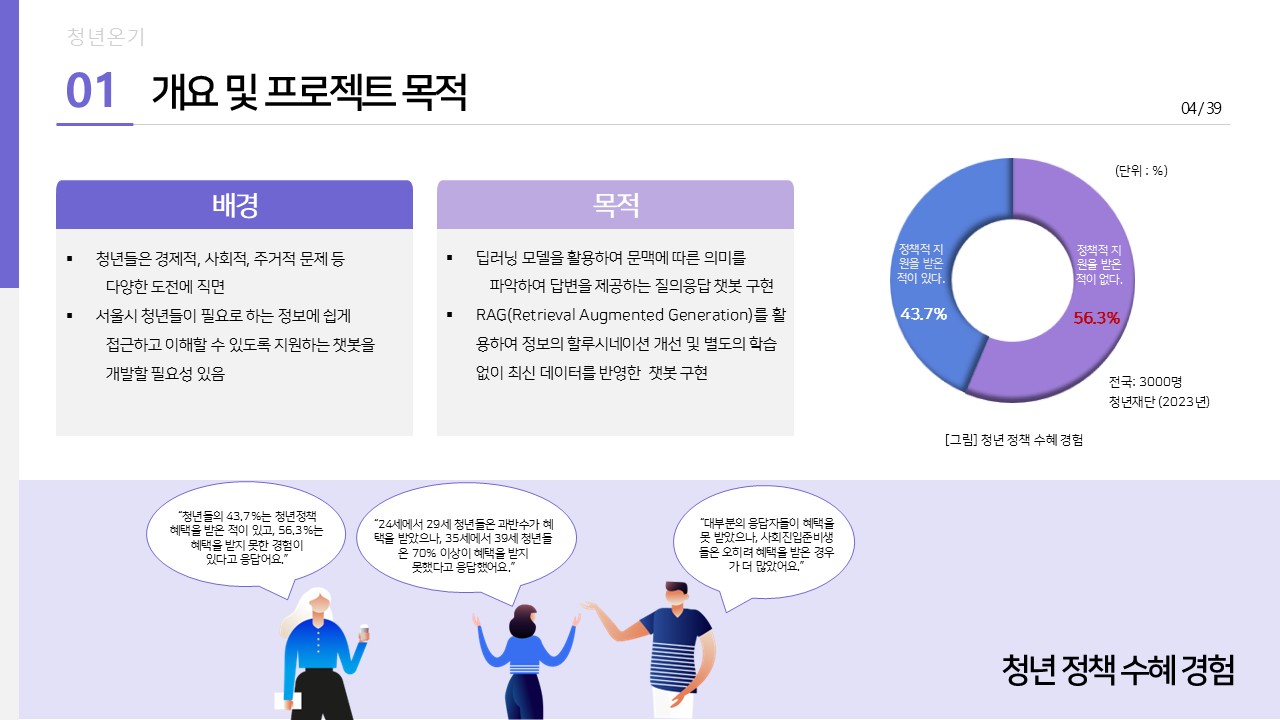 청년온기
01 개요 및 프로젝트 목적
04 / 39
배경
▪ 청년들은 경제적, 사회적, 주거적 문제 등
다양한 도전에 직면
▪ 서울시 청년들이 필요로 하는 정보에 쉽게
접근하고 이해할 수 있도록 지원하는 챗봇을
개발할 필요성 있음
목적
▪ 딥러닝 모델을 활용하여 문맥에 따른 의미를
파악하여 답변을 제공하는 질의응답 챗봇 구현
▪ RAG(Retrieval Augmented Generation)를 활
용하여 정보의 할루시네이션 개선 및 별도의 학습
없이 최신 데이터를 반영한 챗봇 구현
(단위 : %)
정책적 지
원을 받은
적이 있다.
43.7%
정책적 지
원을 받은
적이 없다.
56.3%
전국: 3000명
청년재단 (2023년)
[그림] 청년 정책 수혜 경험
“청년들의 43,7%는 청년정책
혜택을 받은 적이 있고, 56,3%는
혜택을 받지 못한 경험이
있다고 응답어요.”
“24세에서 29세 청년들은 과반수가 혜
택을 받았으나, 35세에서 39세 청년들
은 70% 이상이 혜택을 받지
못했다고 응답했어요.”
“대부분의 응답자들이 혜택을
못 받았으나, 사회진입준비생
들은 오히려 혜택을 받은 경우
가 더 많았어요.”
청년 정책 수혜 경험